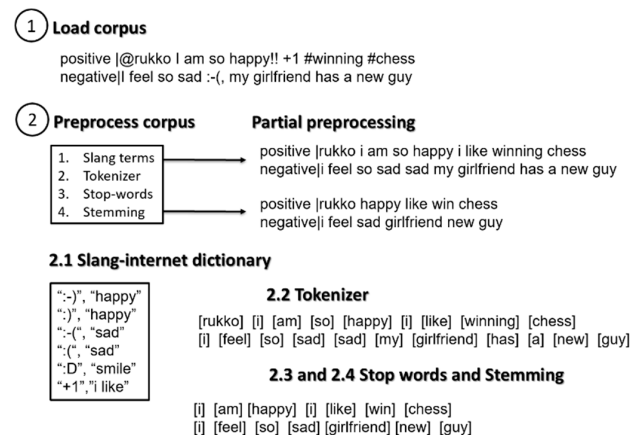 1 Load corpus
positive |@rukko I am so happy!! +1 #winning #chess
negative|I feel so sad :-(, my girlfriend has a new guy
2 Preprocess corpus
1. Slang terms
2. Tokenizer
3. Stop-words
4. Stemming
Partial preprocessing
positive |rukko i am so happy i like winning chess
negative|i feel so sad sad my girlfriend has a new guy
positive |rukko happy like win chess
negative|i feel sad girlfriend new guy
2.1 Slang-internet dictionary
“:-)”, “happy”
“:)”, “happy”
“:-(“, “sad”
“:(“, “sad”
“:D”, “smile”
“+1”,”i like”
2.2 Tokenizer
[rukko] [i] [am] [so] [happy] [i] [like] [winning] [chess]
[i] [feel] [so] [sad] [sad] [my] [girlfriend] [has] [a] [new] [guy]
2.3 and 2.4 Stop words and Stemming
[i] [am] [happy] [i] [like] [win] [chess]
[i] [feel] [so] [sad] [girlfriend] [new] [guy]